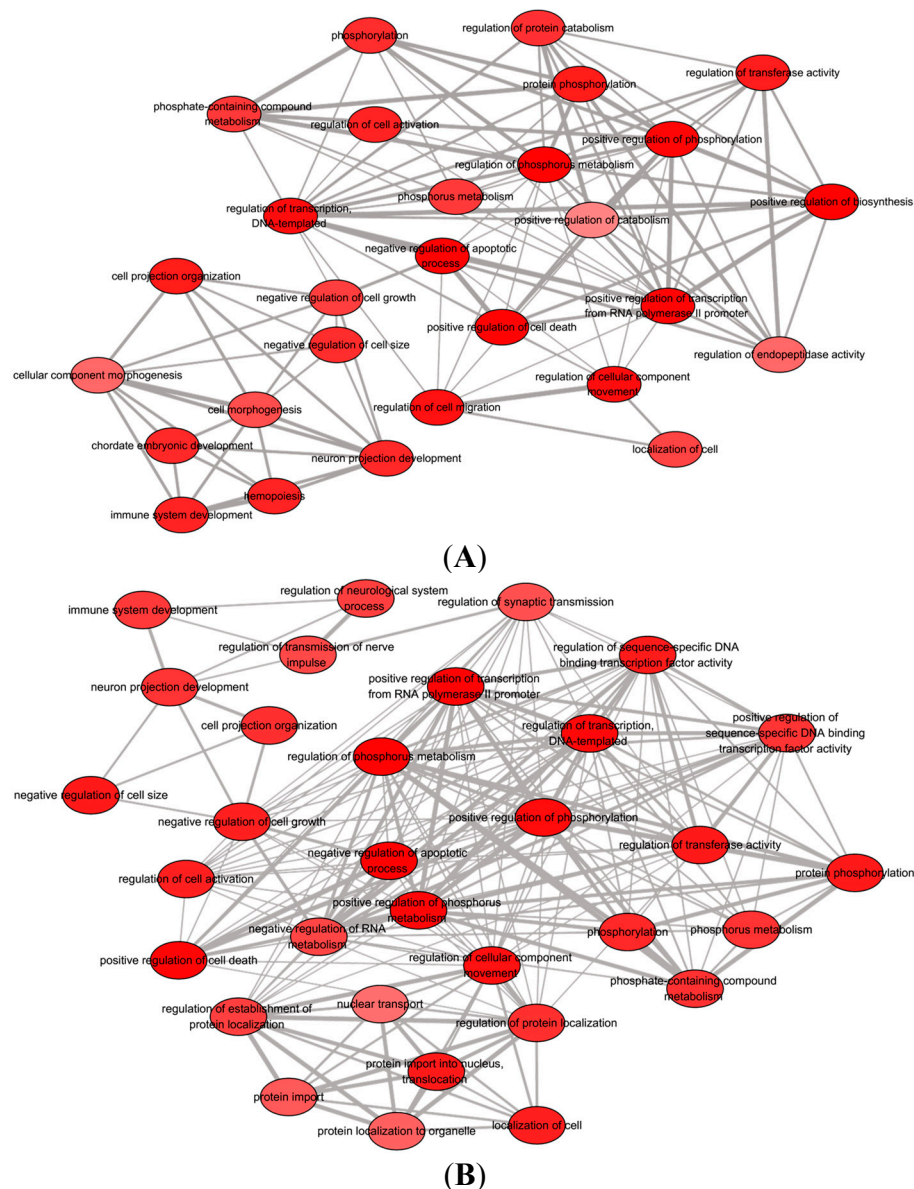 phosphorylation
regulation of protein catabolism
regulation of transferase activity
protein phosphorylation
phosphate-containing compound
metabolism
regulation of cell activation
positive regulation of phosphorylation
regulation of phosphorus metabolism
phosphorus metabolism
positive regulation of biosynthesis
regulation of transcription,
DNA-templated
positive regulation of catabolism
negative regulation of apoptotic
process
cell projection organization
negative regulation of cell growth
positive regulation of transcription
from RNA polymerase II promoter
positive regulation of cell death
negative regulation of cell size
regulation of endopeptidase activity
cellular component morphogenesis
regulation of cellular component
movement
cell morphogenesis
regulation of cell migration
chordate embryonic development
localization of cell
neuron projection development
hemopoiesis
immune system development
(A)
regulation of neurological system
process
immune system development
regulation of synaptic transmission
regulation of transmission of nerve
impulse
regulation of sequence-specific DNA
binding transcription factor activity
neuron projection development
positive regulation of transcription
from RNA polymerase II promoter
cell projection organization
regulation of transcription,
DNA-templated
positive regulation of
sequence-specific DNA binding
transcription factor activity
regulation of phosphorus metabolism
negative regulation of cell size
negative regulation of cell growth
positive regulation of phosphorylation
regulation of transferase activity
negative regulation of apoptotic
process
protein phosphorylation
regulation of cell activation
positive regulation of phosphorus
metabolism
negative regulation of RNA
metabolism
phosphorylation
phosphorus metabolism
positive regulation of cell death
regulation of cellular component
movement
phosphate-containing compound
metabolism
regulation of establishment of
protein localization
nuclear transport
regulation of protein localization
protein import into nucleus,
translocation
protein import
protein localization to organelle
localization of cell
(B)